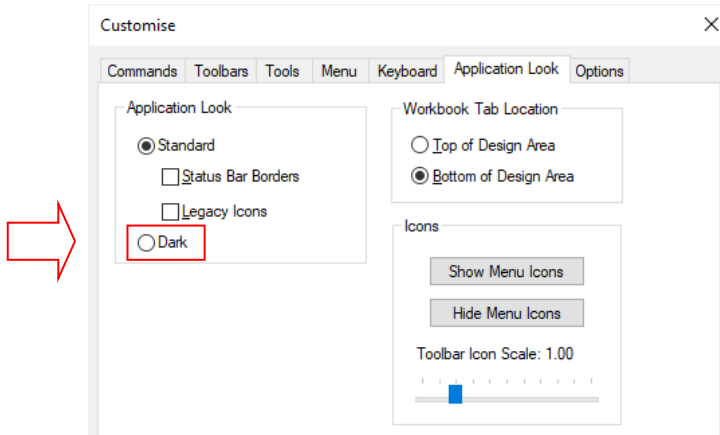 Customise
Commands Toolbars Tools Menu Keyboard Application Look Options
Application Look
Standard
Status Bar Borders
Legacy Icons
Dark
Workbook Tab Location
Top of Design Area
Bottom of Design Area
Icons
Show Menu Icons
Hide Menu Icons
Toolbar Icon Scale: 1.00